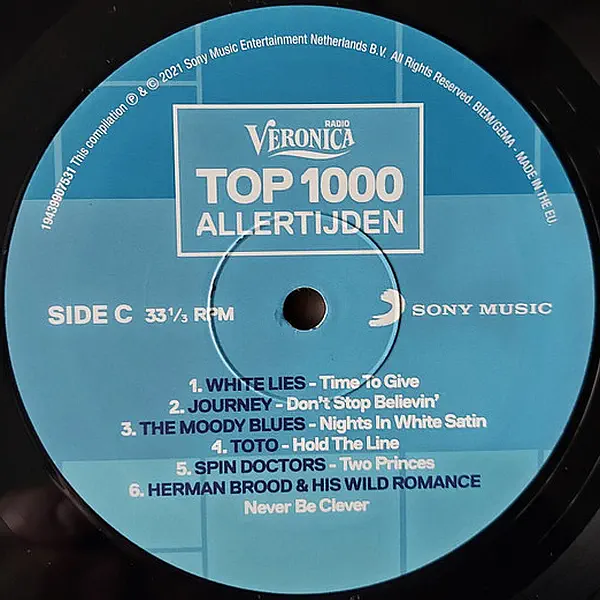 19439907531 This compilation ℗ & © 2021 Sony Music Entertainment Netherlands B.V. All Rights Reserved. BIEM/GEMA. MADE IN THE EU.
RADIO
VERONICA
TOP 1000
ALLERTIJDEN
SIDE C 33 1/3 RPM
SONY MUSIC
1. WHITE LIES - Time To Give
2. JOURNEY - Don't Stop Believin'
3. THE MOODY BLUES - Nights In White Satin
4. TOTO - Hold The Line
5. SPIN DOCTORS - Two Princes
6. HERMAN BROOD & HIS WILD ROMANCE
Never Be Clever